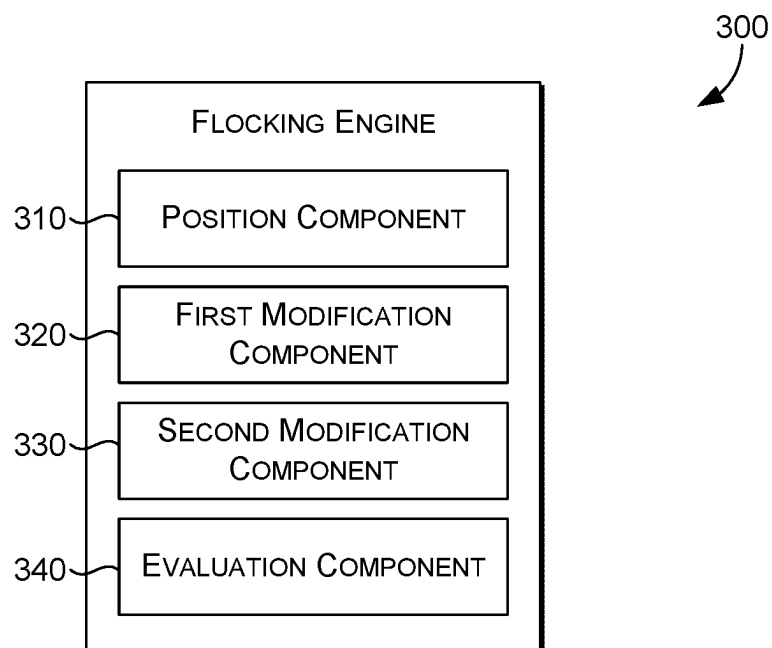 300
FLOCKING ENGINE
310
POSITION COMPONENT
320
FIRST MODIFICATION
COMPONENT
330
SECOND MODIFICATION
COMPONENT
340
EVALUATION COMPONENT